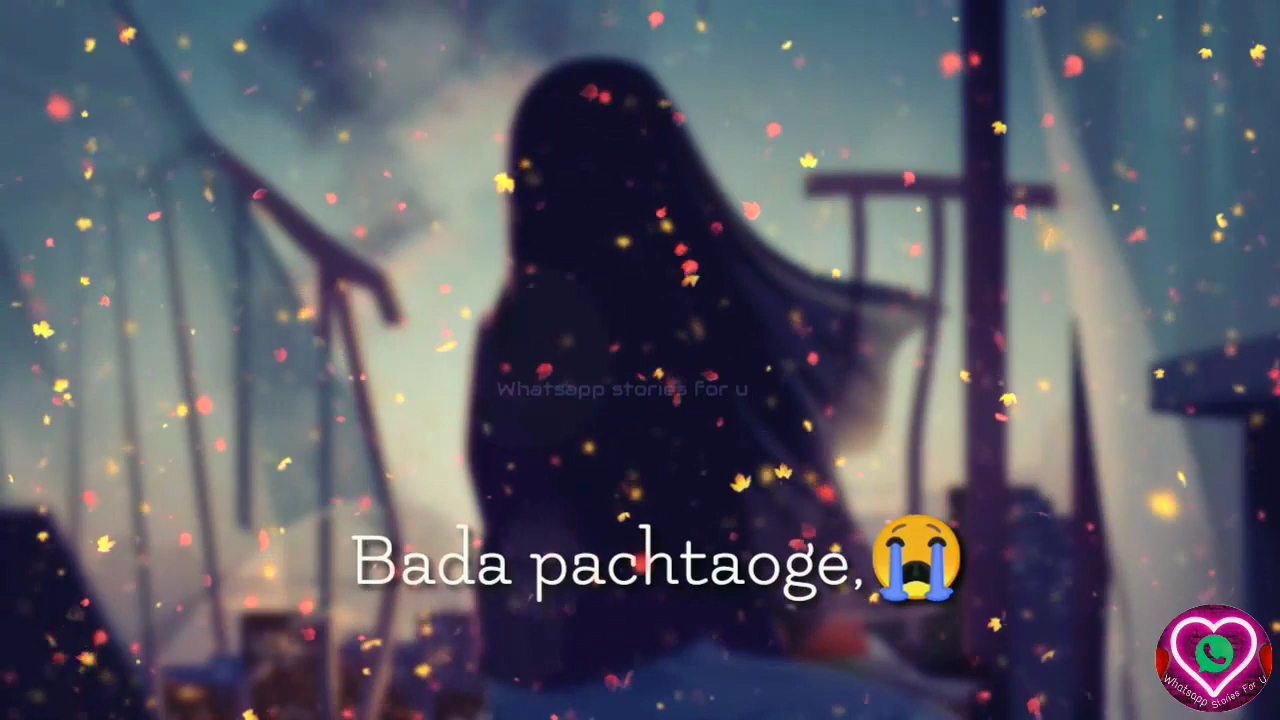 Whatsapp stories for u
Bada pachtaoge,😭
Whatsapp Stories For U